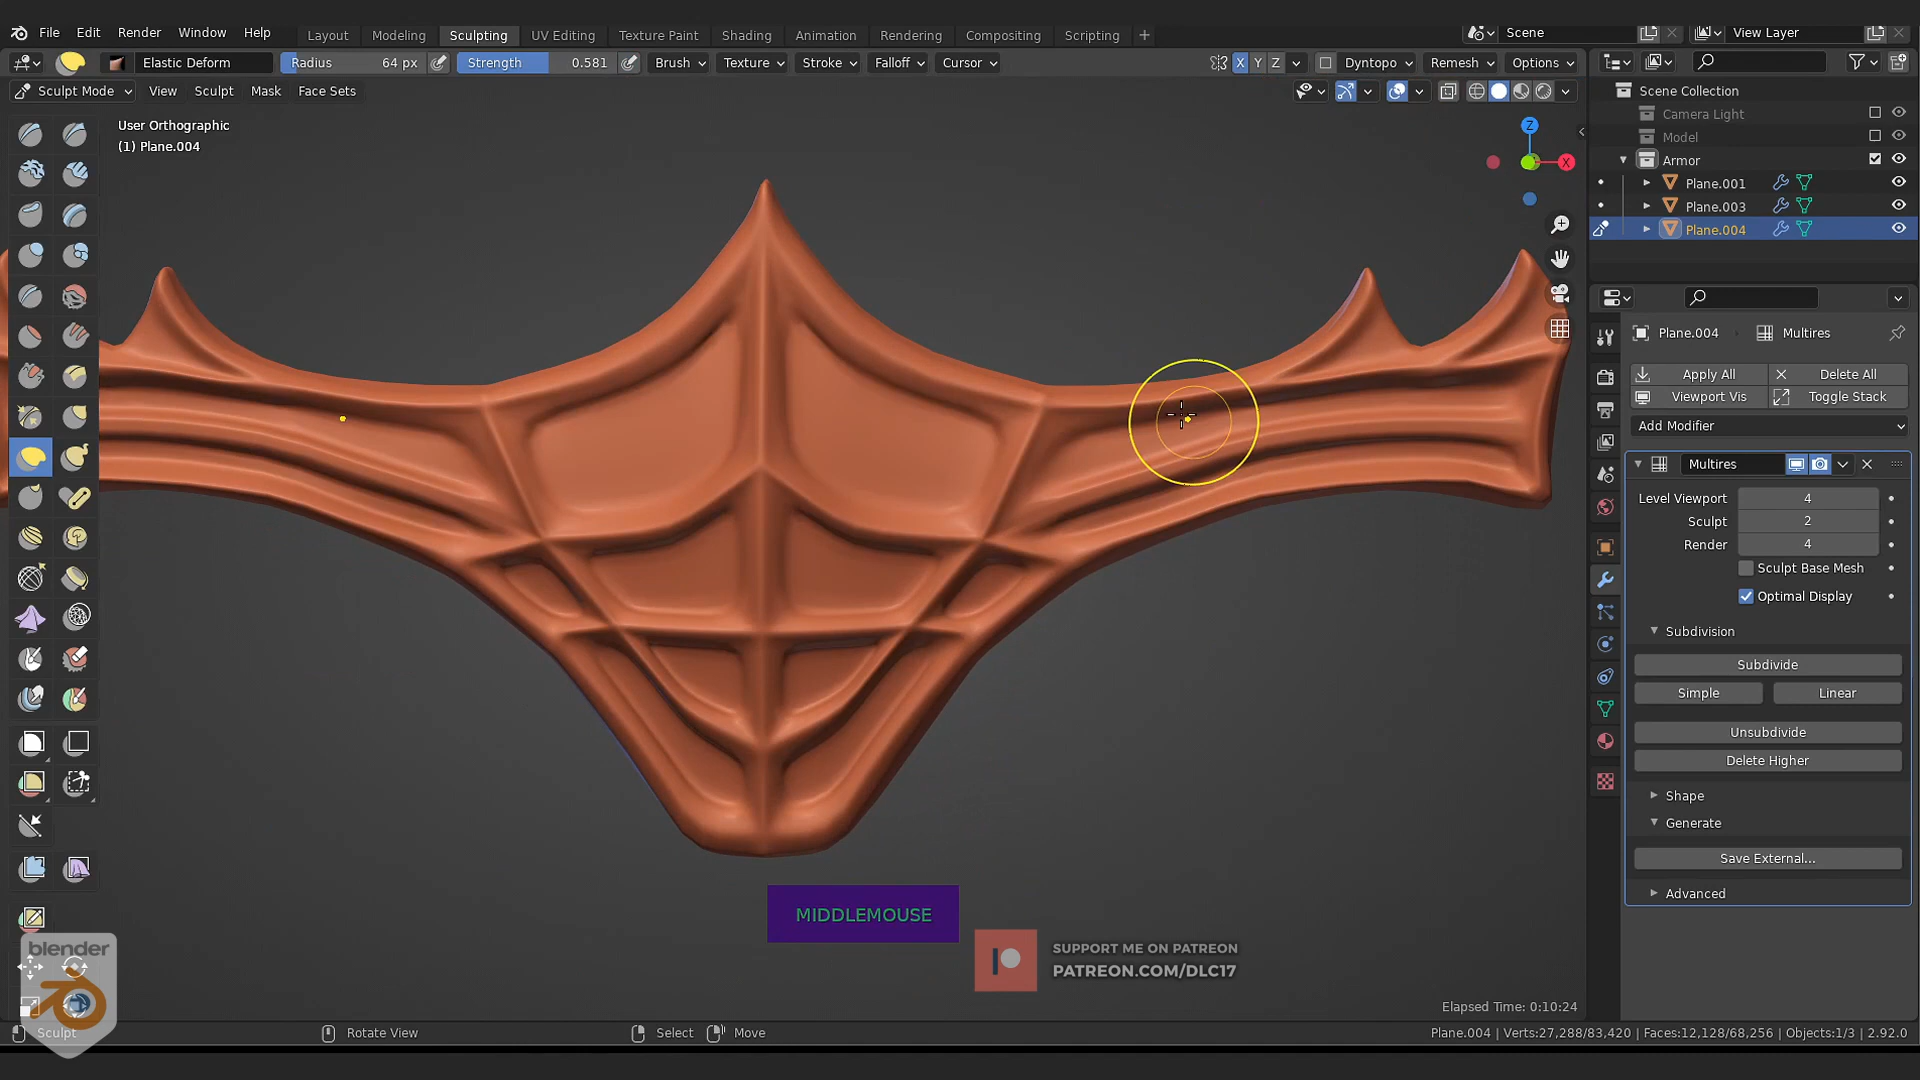 File Edit Render Window Help
Layout Modeling Sculpting UV Editing Texture Paint Shading Animation Rendering Compositing Scripting +
Scene
View Layer
Elastic Deform Radius 64 px Strength 0.581 Brush Texture Stroke Falloff Cursor
X Y Z Dyntopo Remesh Options
Sculpt Mode View Sculpt Mask Face Sets
User Orthographic
(1) Plane.004
Z
X
Scene Collection
Camera Light
Model
Armor
Plane.001
Plane.003
Plane.004
Plane.004 Multires
Apply All Delete All
Viewport Vis Toggle Stack
Add Modifier
Multires
Level Viewport 4
Sculpt 2
Render 4
Sculpt Base Mesh
Optimal Display
Subdivision
Subdivide
Simple Linear
Unsubdivide
Delete Higher
Shape
Generate
Save External...
Advanced
MIDDLEMOUSE
SUPPORT ME ON PATREON
PATREON.COM/DLC17
blender
Elapsed Time: 0:10:24
Sculpt Rotate View Select Move
Plane.004 | Verts:27,288/83,420 | Faces:12,128/68,256 | Objects:1/3 | 2.92.0